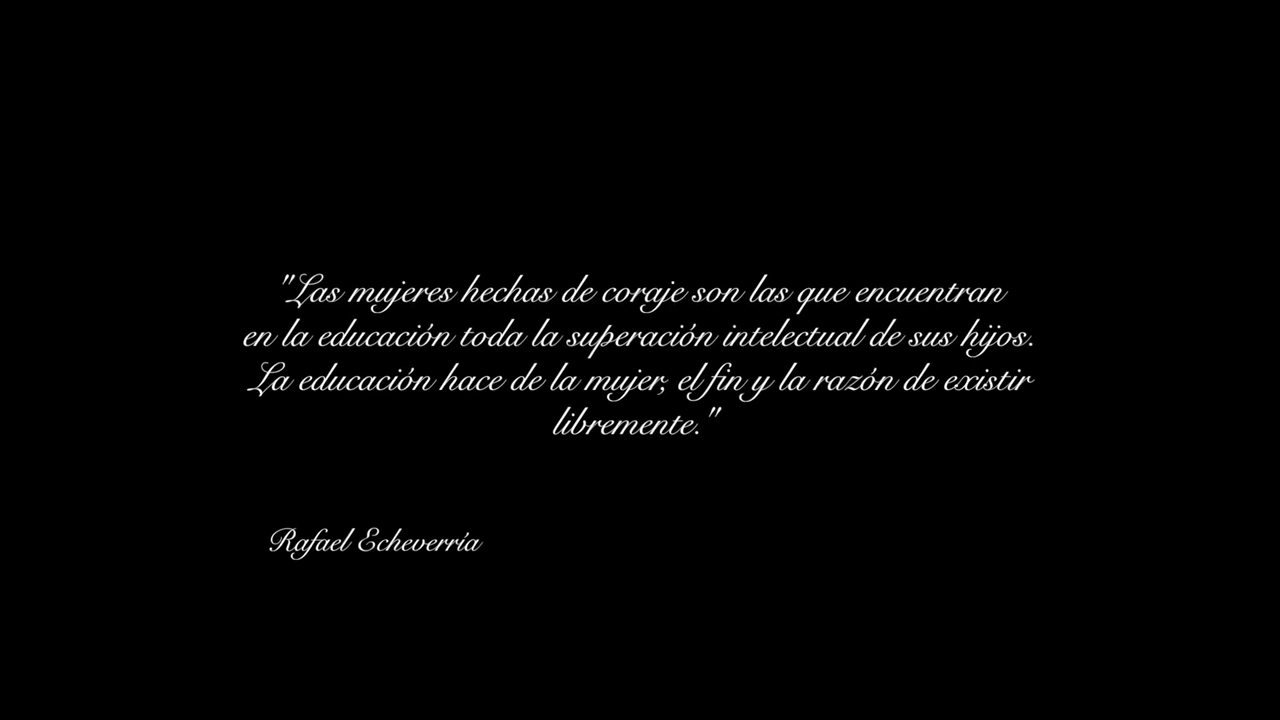 "Las mujeres hechas de coraje son las que encuentran
en la educación toda la superación intelectual de sus hijos.
La educación hace de la mujer, el fin y la razón de existir
libremente."
Rafael Echeverría